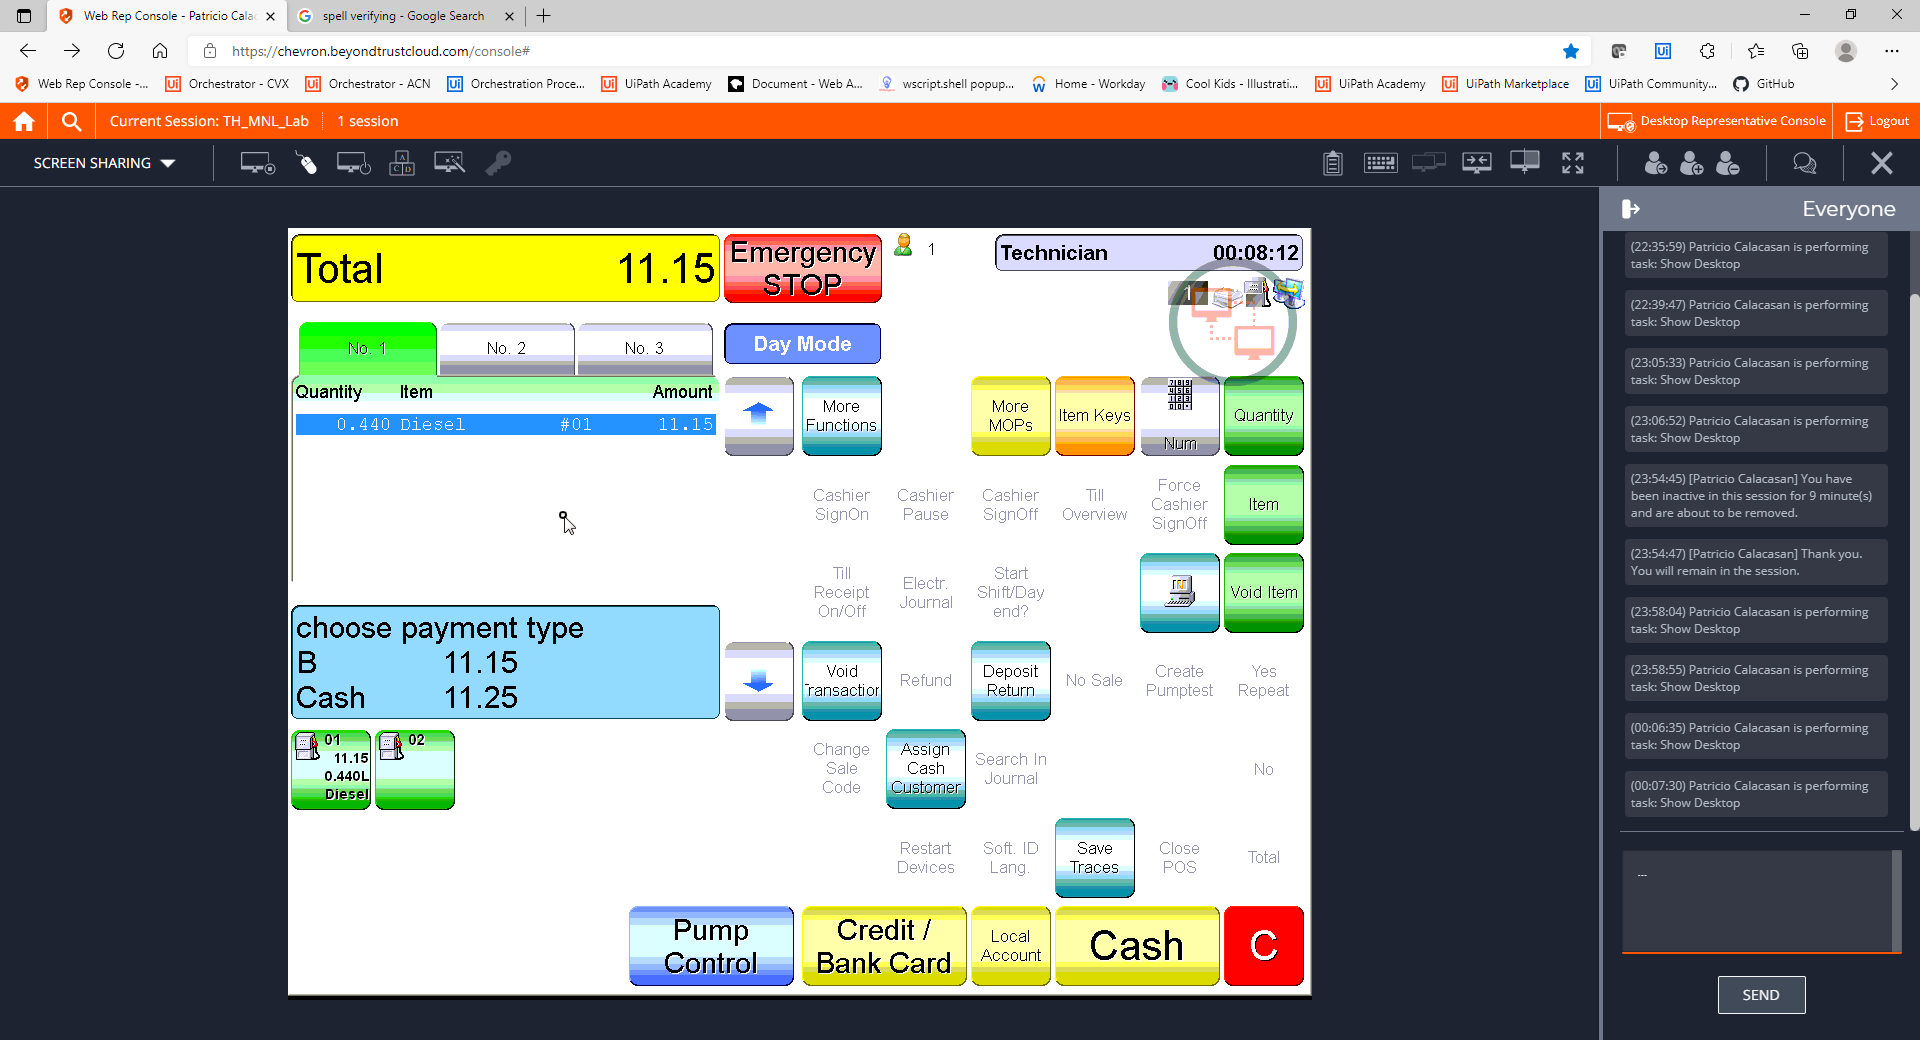 Web Rep Console - Patricio Cala
spell verifying - Google Search
https://chevron.beyondtrustcloud.com/console#
Web Rep Console -...
Orchestrator - CVX
Orchestrator - ACN
Orchestration Proce...
UiPath Academy
Document - Web A...
wscript.shell popup...
Home - Workday
Cool Kids - Illustrati...
UiPath Academy
UiPath Marketplace
UiPath Community...
GitHub
Current Session: TH_MNL_Lab
1 session
Desktop Representative Console
Logout
SCREEN SHARING
Everyone
Total 11.15
Emergency
STOP
1
Technician 00:08:12
1
No. 1
No. 2
No. 3
Day Mode
Quantity Item Amount
0.440 Diesel #01 11.15
More
Functions
More
MOPs
Item Keys
Num
Quantity
Cashier
SignOn
Cashier
Pause
Cashier
SignOff
Till
Overview
Force
Cashier
SignOff
Item
Till
Receipt
On/Off
Electr.
Journal
Start
Shift/Day
end?
Void Item
choose payment type
B 11.15
Cash 11.25
Void
Transaction
Refund
Deposit
Return
No Sale
Create
Pumptest
Yes
Repeat
01
11.15
0.440L
Diesel
02
Change
Sale
Code
Assign
Cash
Customer
Search In
Journal
No
Restart
Devices
Soft. ID
Lang.
Save
Traces
Close
POS
Total
Pump
Control
Credit /
Bank Card
Local
Account
Cash
C
(22:35:59) Patricio Calacasan is performing
task: Show Desktop
(22:39:47) Patricio Calacasan is performing
task: Show Desktop
(23:05:33) Patricio Calacasan is performing
task: Show Desktop
(23:06:52) Patricio Calacasan is performing
task: Show Desktop
(23:54:45) [Patricio Calacasan] You have
been inactive in this session for 9 minute(s)
and are about to be removed.
(23:54:47) [Patricio Calacasan] Thank you.
You will remain in the session.
(23:58:04) Patricio Calacasan is performing
task: Show Desktop
(23:58:55) Patricio Calacasan is performing
task: Show Desktop
(00:06:35) Patricio Calacasan is performing
task: Show Desktop
(00:07:30) Patricio Calacasan is performing
task: Show Desktop
...
SEND